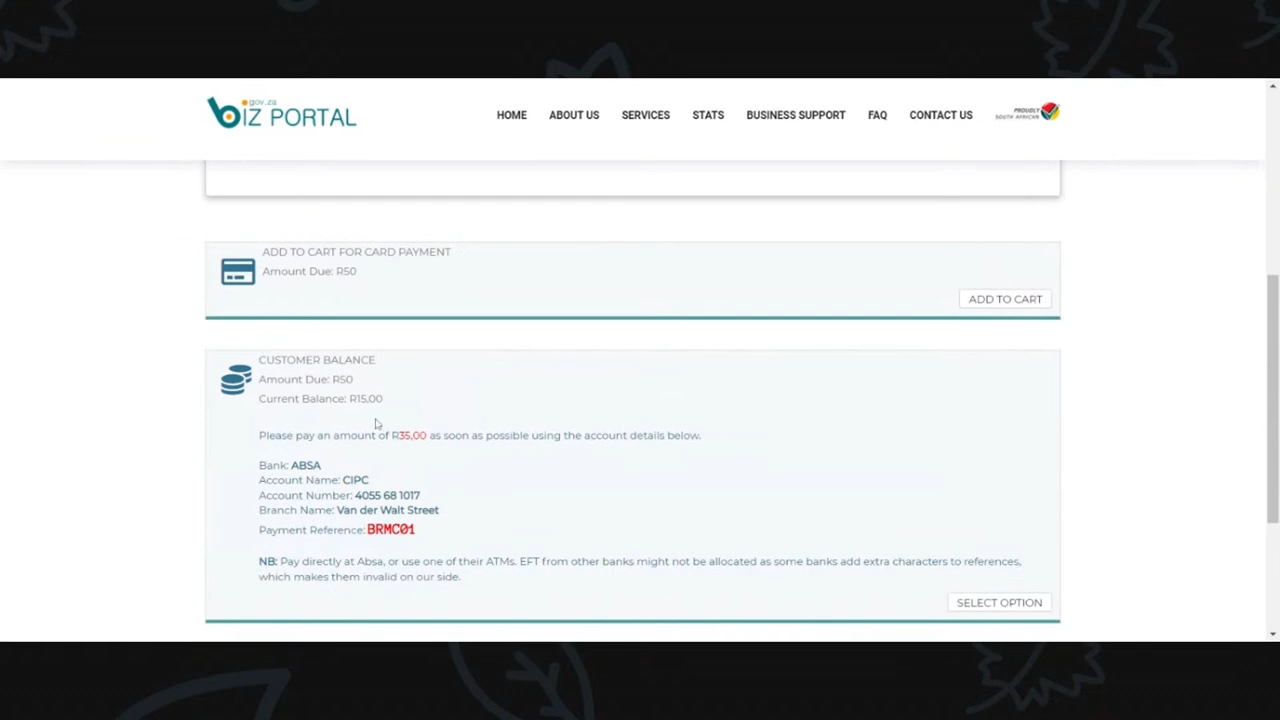 gov.za
biz PORTAL
HOME ABOUT US SERVICES STATS BUSINESS SUPPORT FAQ CONTACT US
PROUDLY
SOUTH AFRICAN
ADD TO CART FOR CARD PAYMENT
Amount Due: R50
ADD TO CART
CUSTOMER BALANCE
Amount Due: R50
Current Balance: R15,00
Please pay an amount of R35,00 as soon as possible using the account details below.
Bank: ABSA
Account Name: CIPC
Account Number: 4055 68 1017
Branch Name: Van der Walt Street
Payment Reference: BRMC01
NB: Pay directly at Absa, or use one of their ATMs. EFT from other banks might not be allocated as some banks add extra characters to references,
which makes them invalid on our side.
SELECT OPTION